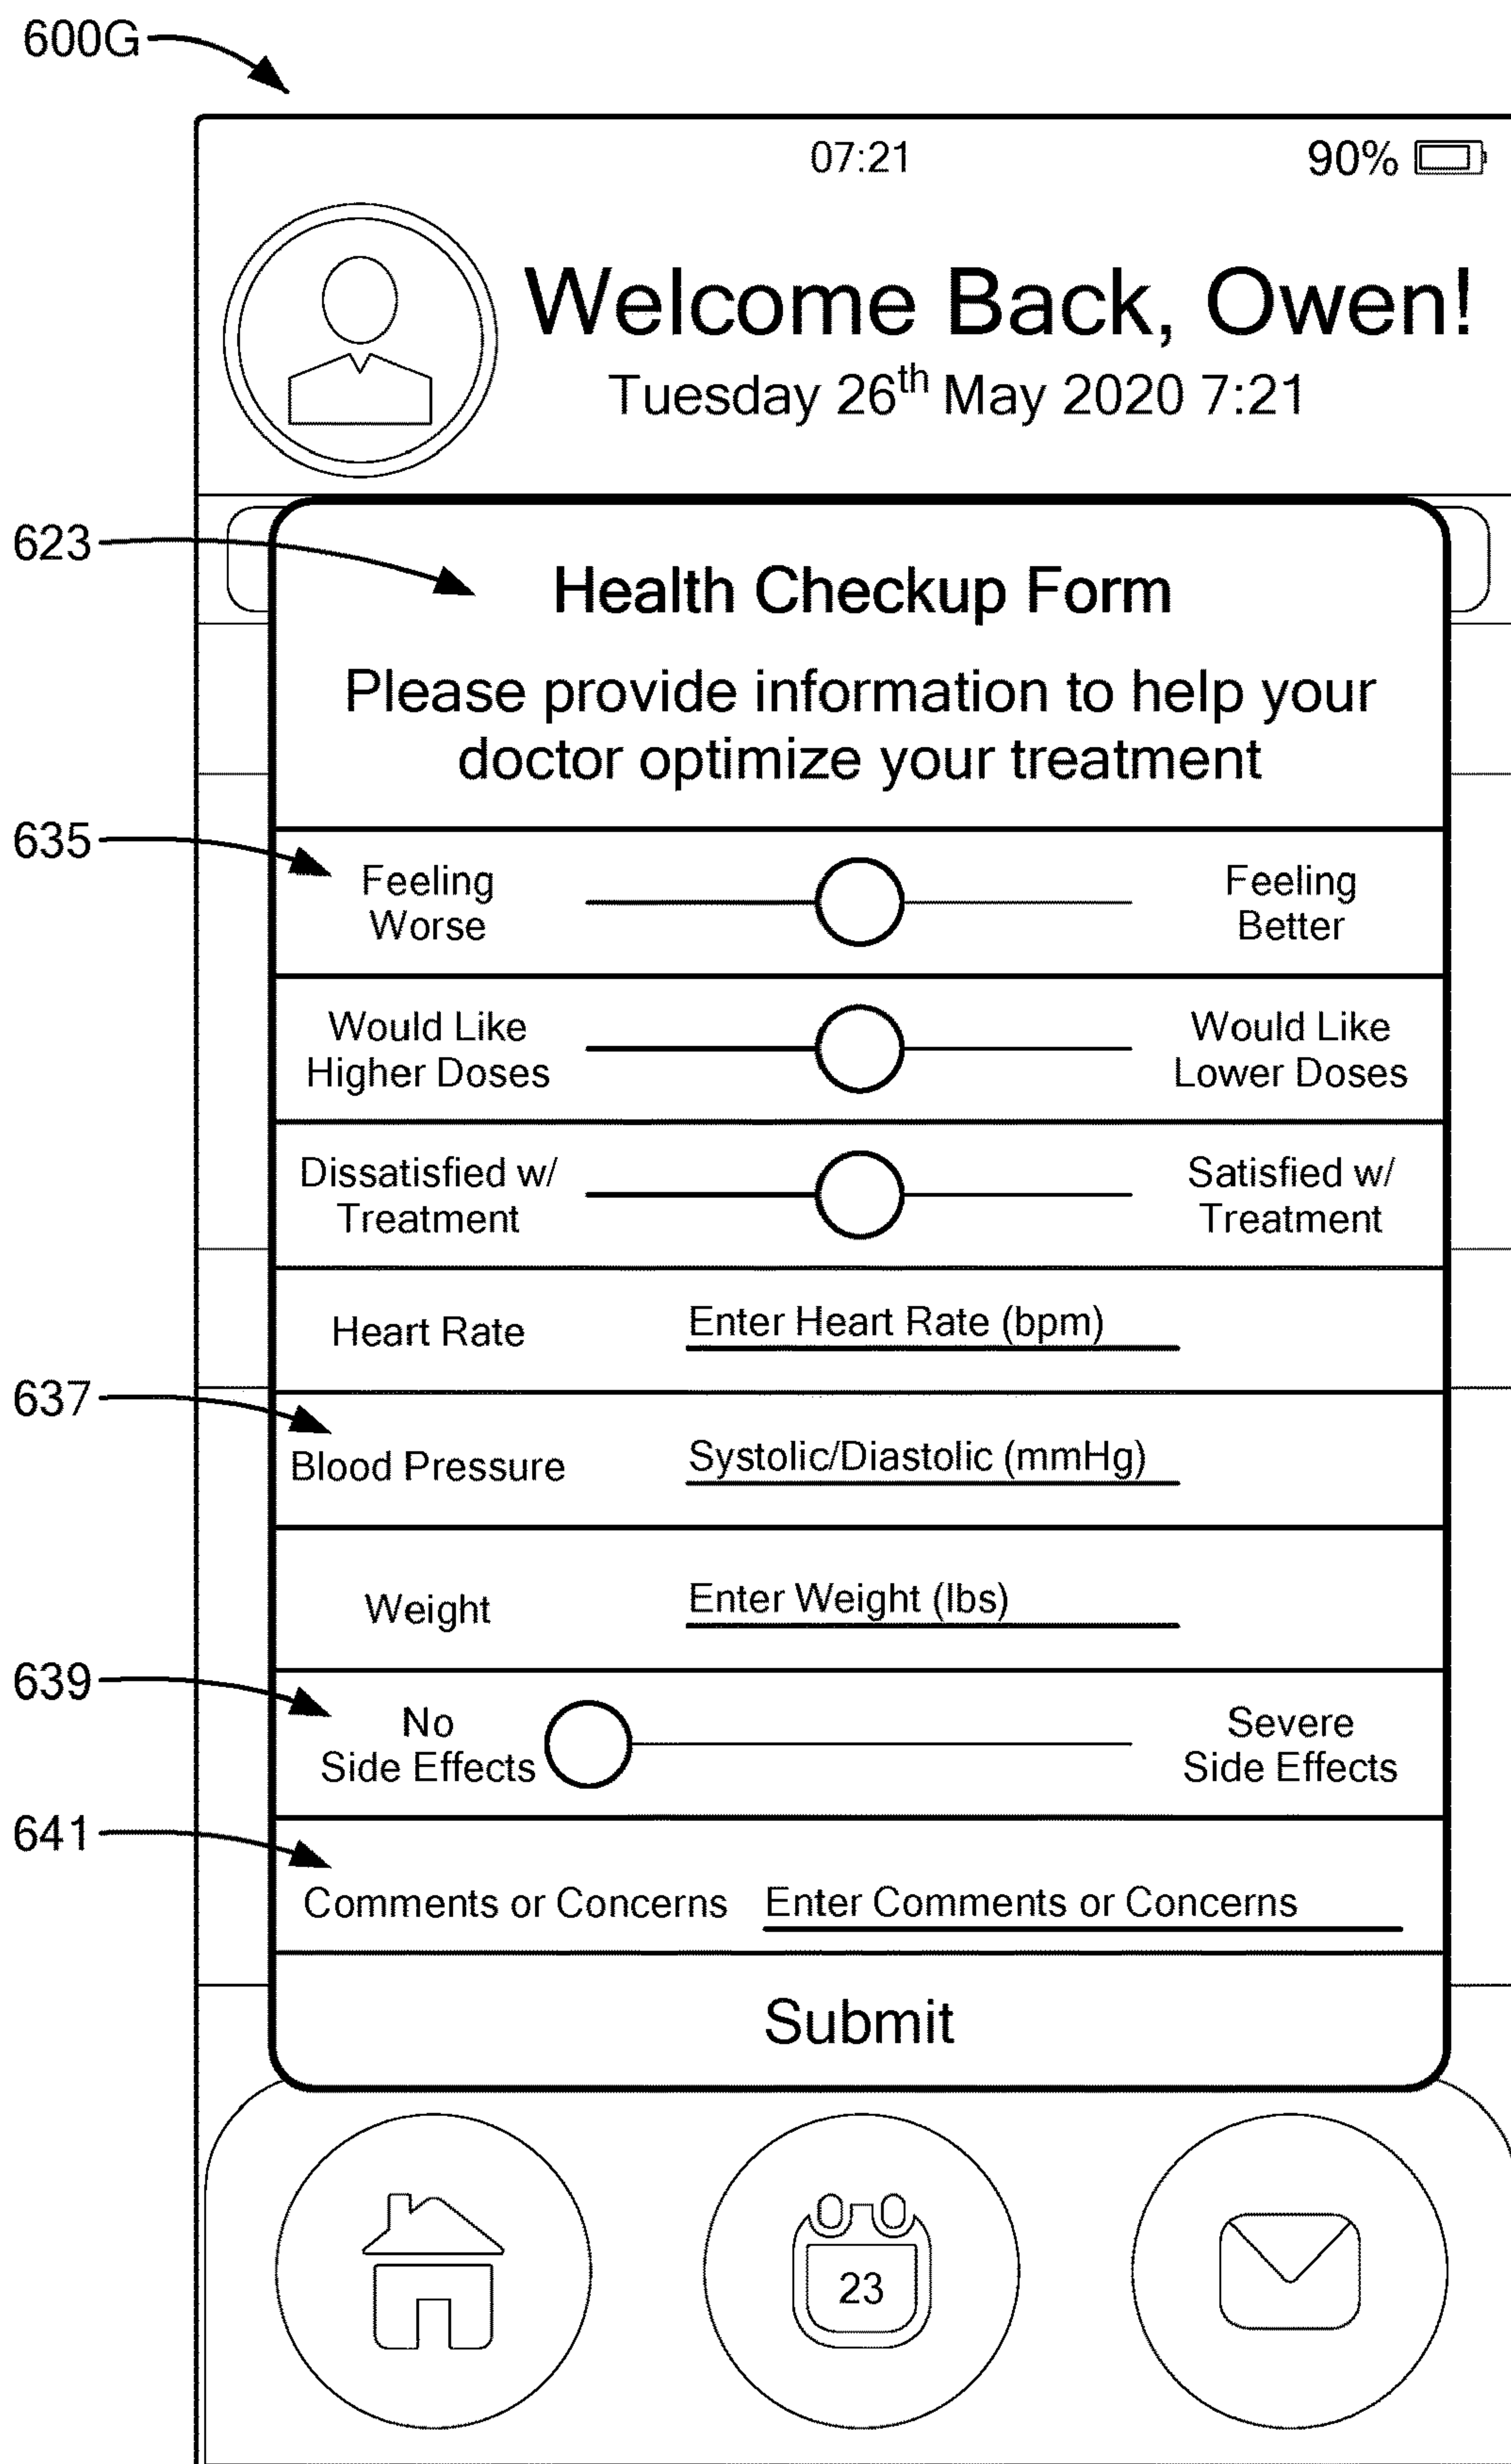 600G
07:21
90%
Welcome Back, Owen!
Tuesday 26th May 2020 7:21
623
Health Checkup Form
Please provide information to help your
doctor optimize your treatment
635
Feeling
Worse
Feeling
Better
Would Like
Higher Doses
Would Like
Lower Doses
Dissatisfied w/
Treatment
Satisfied w/
Treatment
Heart Rate
Enter Heart Rate (bpm)
637
Blood Pressure
Systolic/Diastolic (mmHg)
Weight
Enter Weight (lbs)
639
No
Side Effects
Severe
Side Effects
641
Comments or Concerns
Enter Comments or Concerns
Submit
23